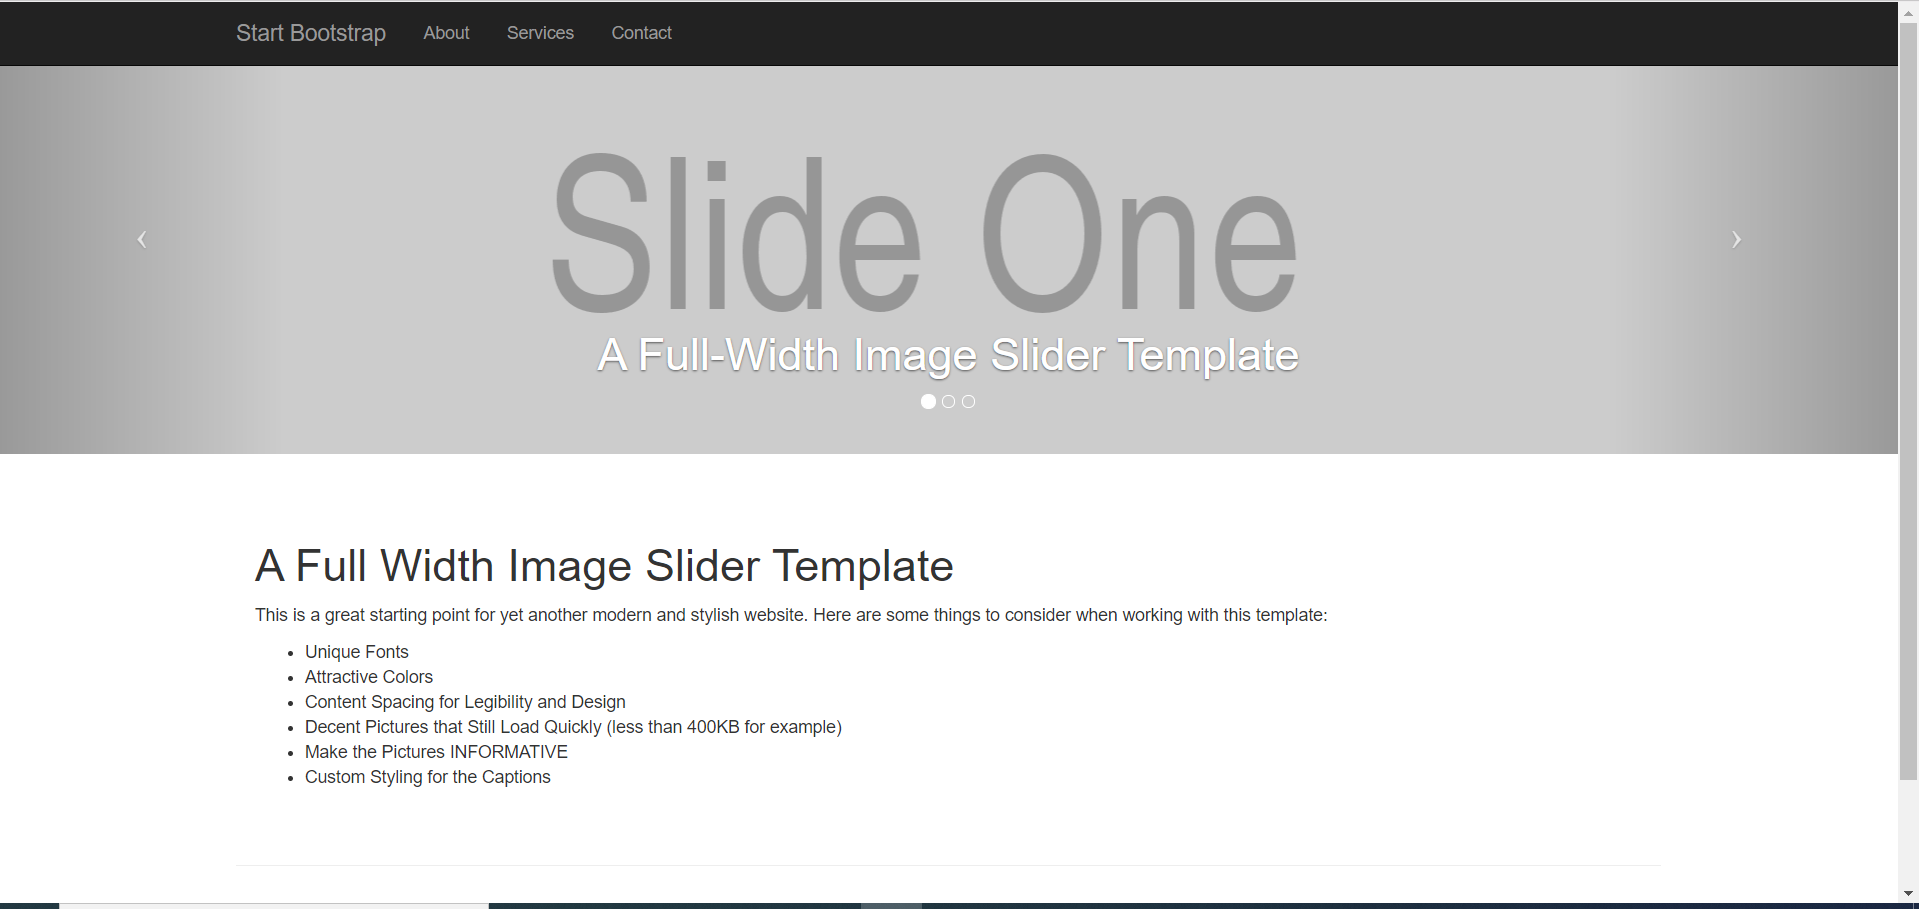 Start Bootstrap About Services Contact
Slide One
A Full-Width Image Slider Template
A Full Width Image Slider Template
This is a great starting point for yet another modern and stylish website. Here are some things to consider when working with this template:
Unique Fonts
Attractive Colors
Content Spacing for Legibility and Design
Decent Pictures that Still Load Quickly (less than 400KB for example)
Make the Pictures INFORMATIVE
Custom Styling for the Captions